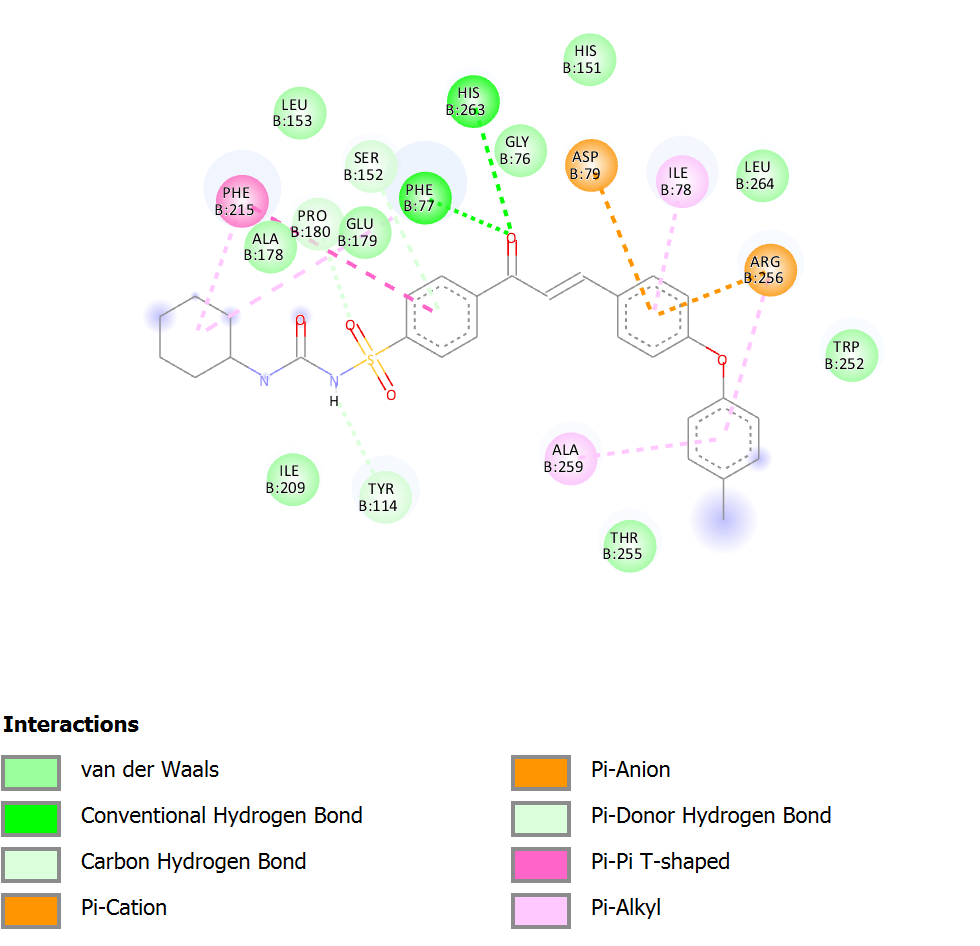 HIS
B:151
HIS
B:263
LEU
B:153
GLY
B:76
SER
B:152
ASP
B:79
ILE
B:78
LEU
B:264
PHE
B:77
PHE
B:215
PRO
B:180
GLU
B:179
ALA
B:178
ARG
B:256
O
O
O
N
N
H
S
O
O
TRP
B:252
ALA
B:259
ILE
B:209
TYR
B:114
THR
B:255
Interactions
van der Waals
Conventional Hydrogen Bond
Carbon Hydrogen Bond
Pi-Cation
Pi-Anion
Pi-Donor Hydrogen Bond
Pi-Pi T-shaped
Pi-Alkyl